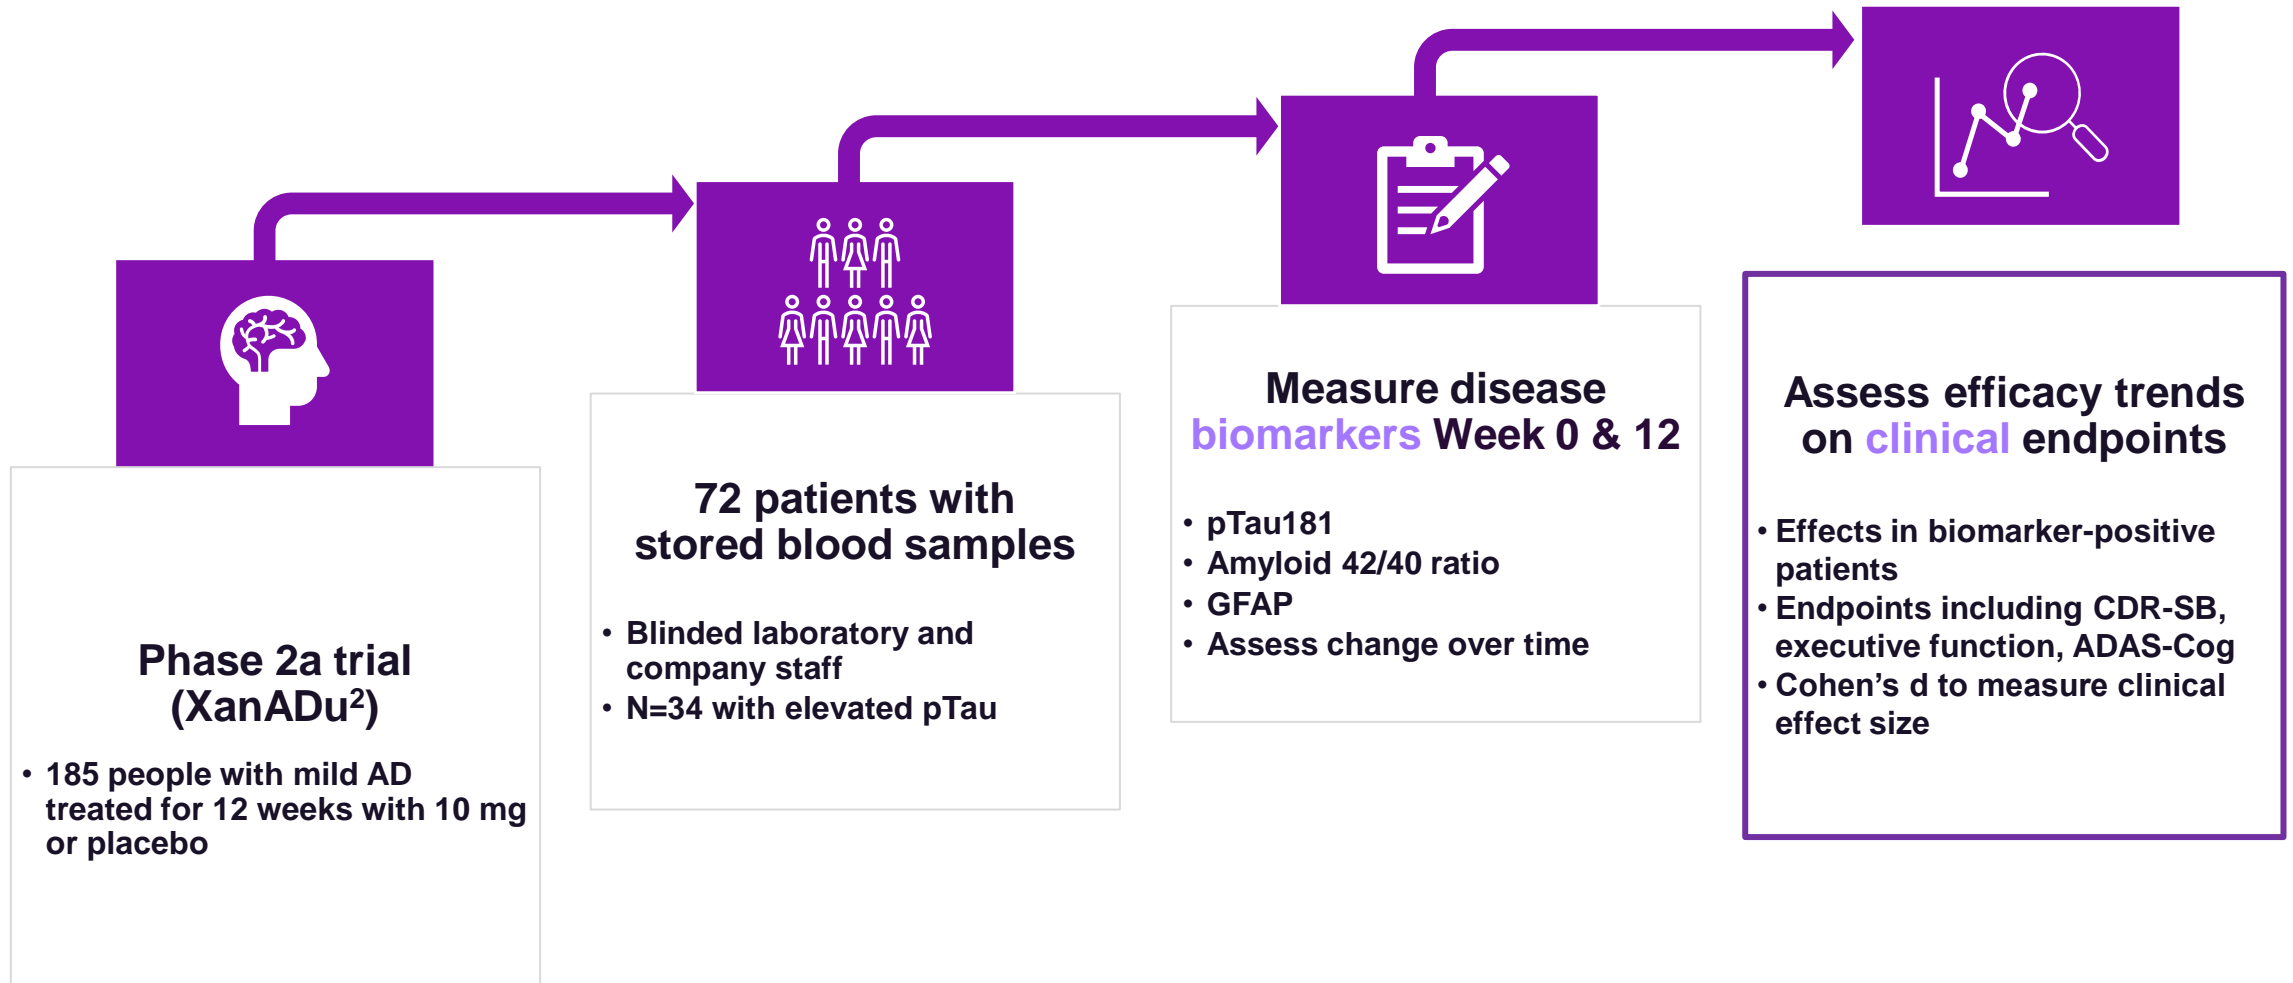 Phase 2a trial
(XanADu²)
• 185 people with mild AD
treated for 12 weeks with 10 mg
or placebo
72 patients with
stored blood samples
• Blinded laboratory and
company staff
• N=34 with elevated pTau
Measure disease
biomarkers Week 0 & 12
• pTau181
• Amyloid 42/40 ratio
• GFAP
• Assess change over time
Assess efficacy trends
on clinical endpoints
• Effects in biomarker-positive
patients
• Endpoints including CDR-SB,
executive function, ADAS-Cog
• Cohen’s d to measure clinical
effect size